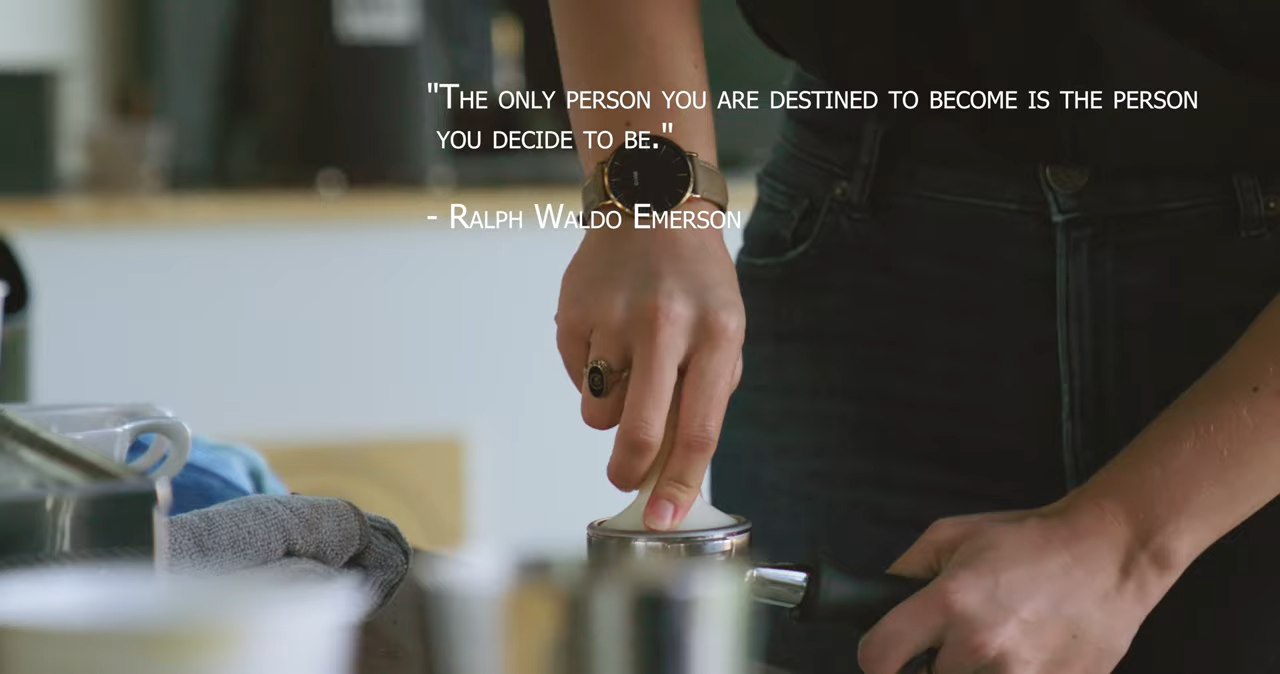 "The only person you are destined to become is the person
you decide to be."
- Ralph Waldo Emerson